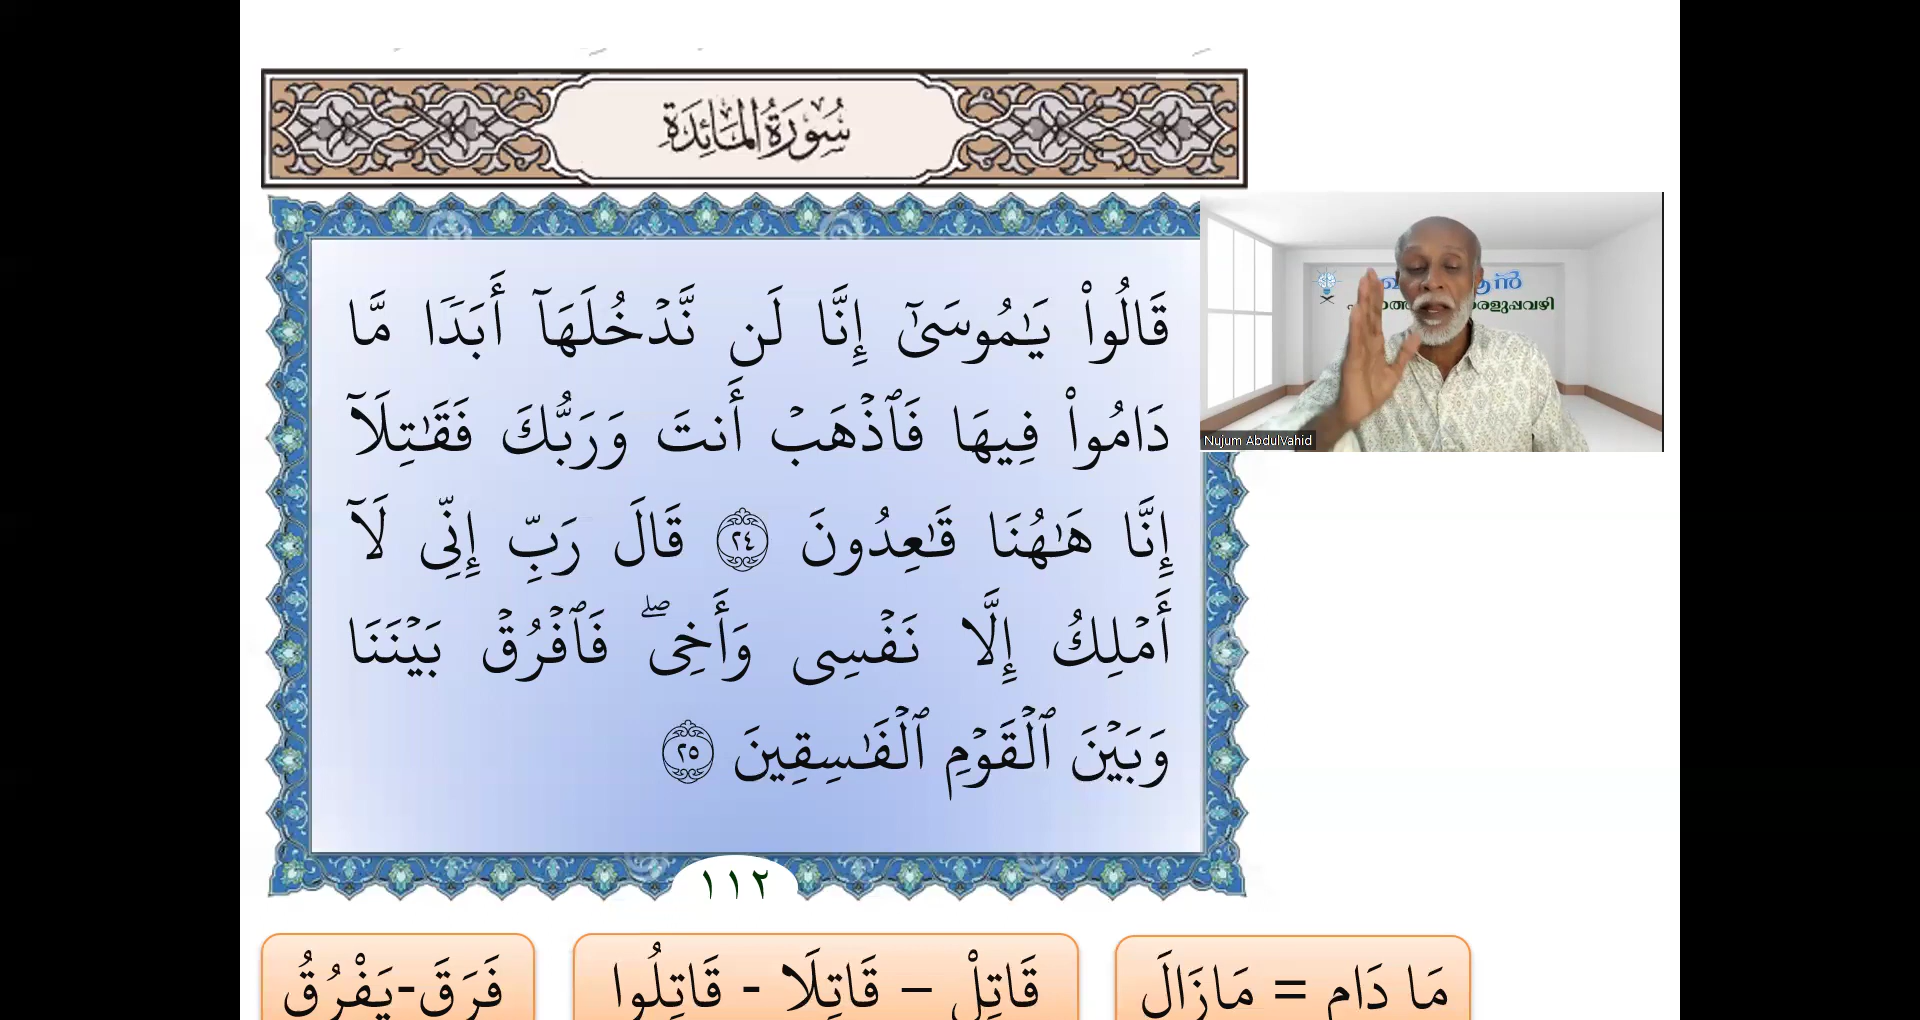 سُورَةُ المَائِدَة
قَالُوا۟ يَـٰمُوسَىٰٓ إِنَّا لَن نَّدۡخُلَهَآ أَبَدٗا مَّا
دَامُوا۟ فِيهَا فَٱذۡهَبۡ أَنتَ وَرَبُّكَ فَقَـٰتِلَآ
إِنَّا هَـٰهُنَا قَـٰعِدُونَ ٢٤ قَالَ رَبِّ إِنِّى لَآ
أَمۡلِكُ إِلَّا نَفۡسِى وَأَخِىۖ فَٱفۡرُقۡ بَيۡنَنَا
وَبَيۡنَ ٱلۡقَوۡمِ ٱلۡفَـٰسِقِينَ ٢٥
١١٢
Nujum AbdulVahid
مَا دَام = مَازَالَ
قَاتِلْ – قَاتِلَا - قَاتِلُوا
فَرَقَ-يَفْرُقُ